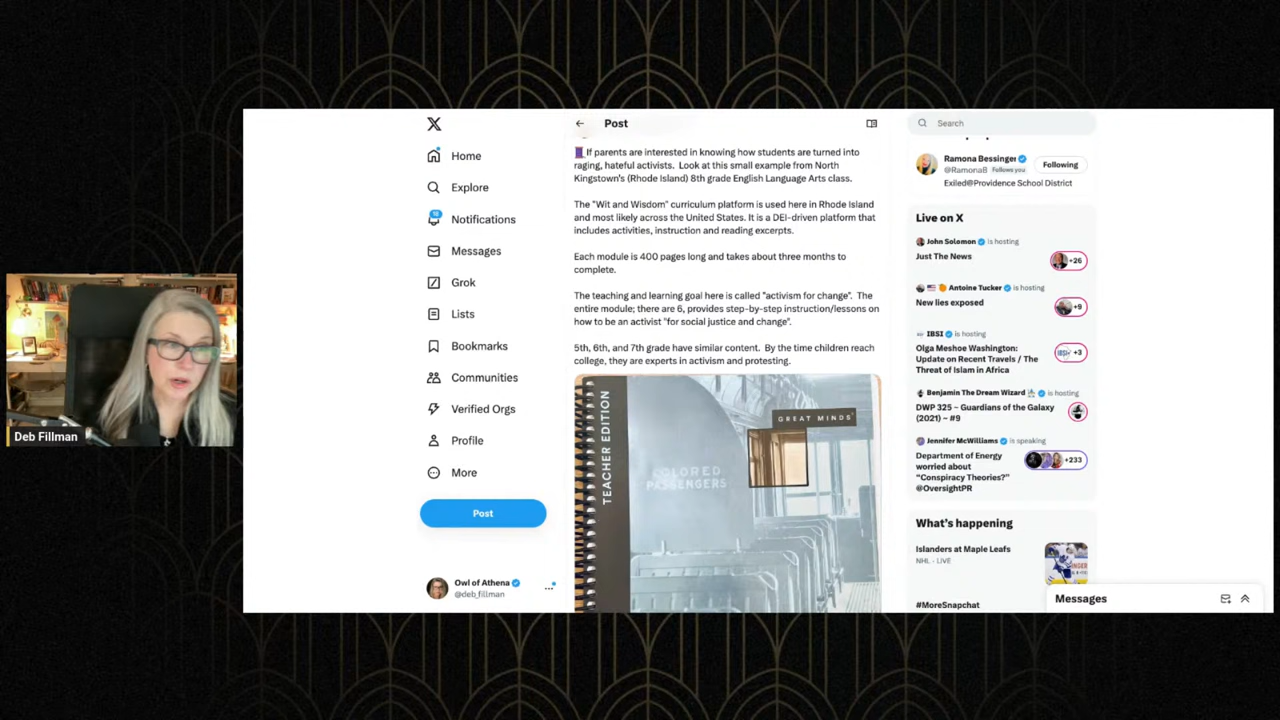 Deb Fillman
Home
Explore
Notifications
Messages
Grok
Lists
Bookmarks
Communities
Verified Orgs
Profile
More
Post
Owl of Athena
@deb_fillman
Post
If parents are interested in knowing how students are turned into
raging, hateful activists. Look at this small example from North
Kingstown's (Rhode Island) 8th grade English Language Arts class.
The "Wit and Wisdom" curriculum platform is used here in Rhode Island
and most likely across the United States. It is a DEI-driven platform that
includes activities, instruction and reading excerpts.
Each module is 400 pages long and takes about three months to
complete.
The teaching and learning goal here is called "activism for change". The
entire module; there are 6, provides step-by-step instruction/lessons on
how to be an activist "for social justice and change".
5th, 6th, and 7th grade have similar content. By the time children reach
college, they are experts in activism and protesting.
TEACHER EDITION
GREAT MINDS
COLORED
PASSENGERS
Search
Ramona Bessinger
Following
@RamonaB Follows you
Exiled@Providence School District
Live on X
John Solomon is hosting
Just The News
+26
Antoine Tucker is hosting
New lies exposed
+9
IBSI is hosting
Olga Meshoe Washington:
Update on Recent Travels / The
Threat of Islam in Africa
+3
Benjamin The Dream Wizard is hosting
DWP 325 – Guardians of the Galaxy
(2021) ~ #9
Jennifer McWilliams is speaking
Department of Energy
worried about
"Conspiracy Theories?"
@OversightPR
+233
What's happening
Islanders at Maple Leafs
NHL · LIVE
#MoreSnapchat
Messages